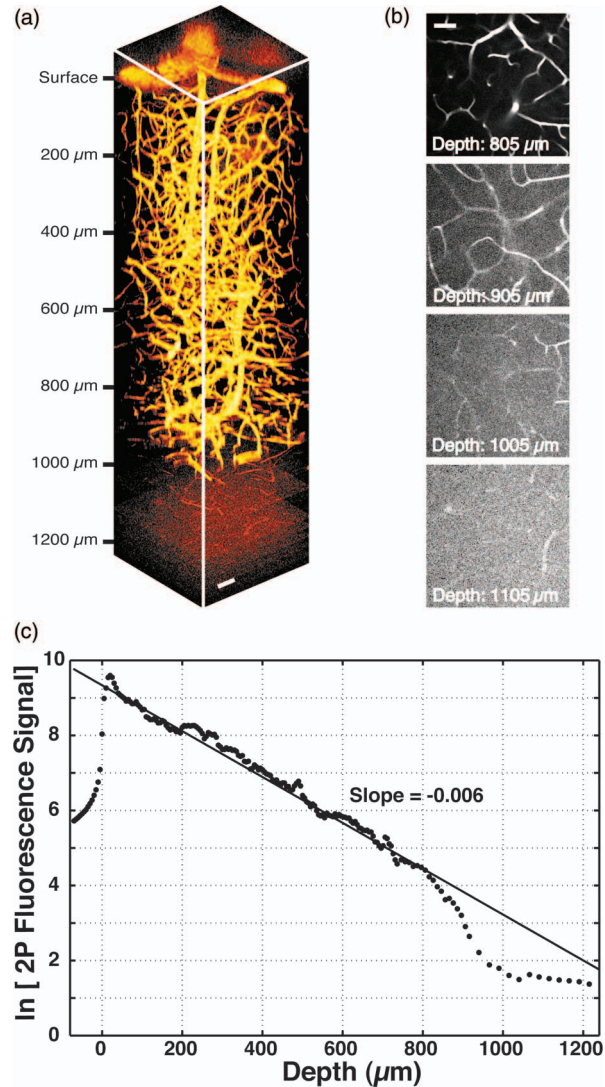 (a)
Surface
200 µm
400 µm
600 µm
800 µm
1000 µm
1200 µm
(b)
Depth: 805 µm
Depth: 905 µm
Depth: 1005 µm
Depth: 1105 µm
(c)
ln [ 2P Fluorescence Signal]
10
8
6
4
2
0
Slope = -0.006
0 200 400 600 800 1000 1200
Depth (µm)